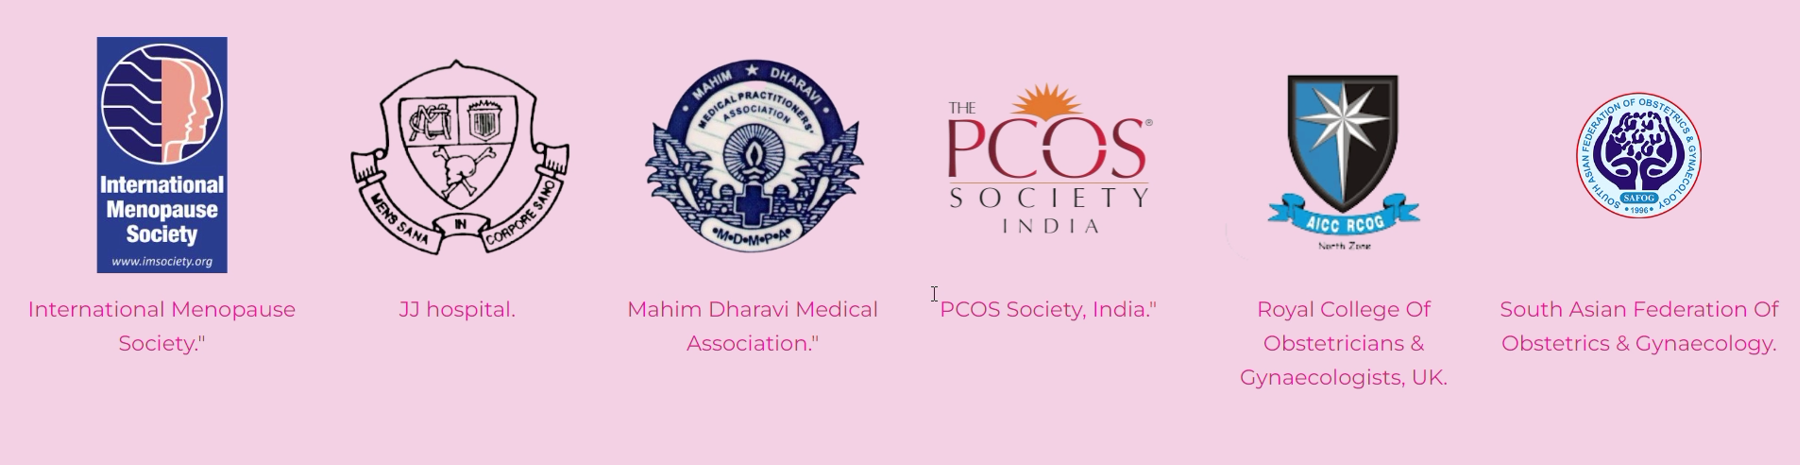 International
Menopause
Society
www.imsociety.org
MENS SANA IN CORPORE SANO
MAHIM ★ DHARAVI
MEDICAL PRACTITIONERS'
ASSOCIATION
M•D•M•P•A
THE
PCOS®
SOCIETY
INDIA
AICC RCOG
North Zone
SOUTH ASIAN FEDERATION OF OBSTETRICS & GYNAECOLOGY
SAFOG
•1996•
International Menopause
Society."
JJ hospital.
Mahim Dharavi Medical
Association."
"PCOS Society, India."
Royal College Of
Obstetricians &
Gynaecologists, UK.
South Asian Federation Of
Obstetrics & Gynaecology.